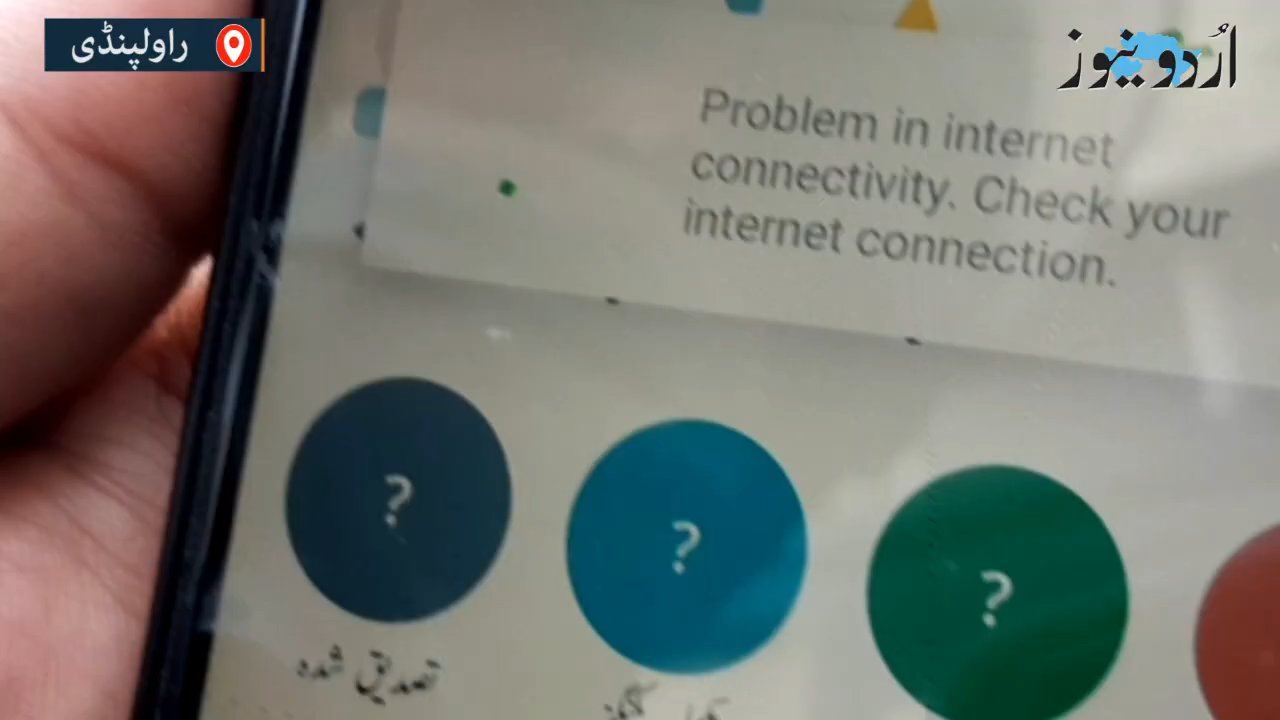 راولپنڈی
اُردو نیوز
Problem in internet
connectivity. Check your
internet connection.
?
?
?
تصدیق شدہ